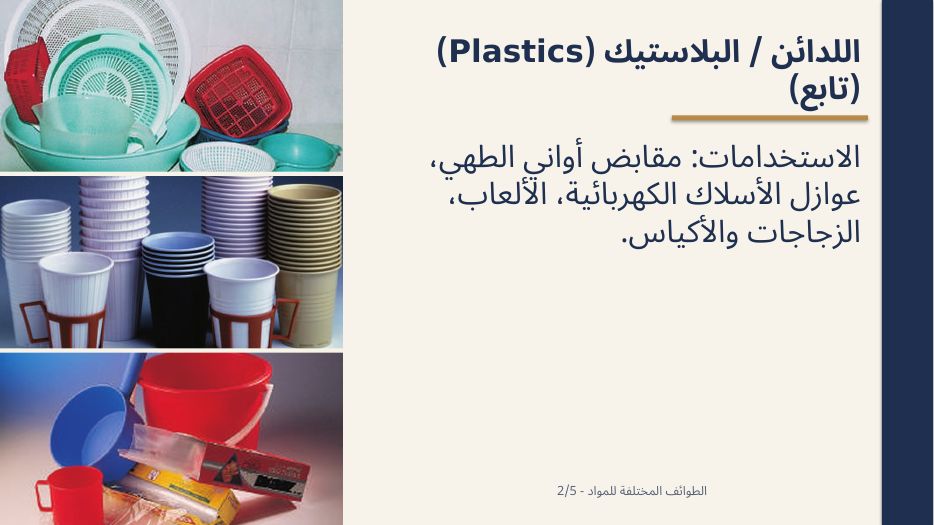 اللدائن / البلاستيك (Plastics)
(تابع)
الاستخدامات: مقابض أواني الطهي،
عوازل الأسلاك الكهربائية، الألعاب،
الزجاجات والأكياس.
الطوائف المختلفة للمواد - 2/5